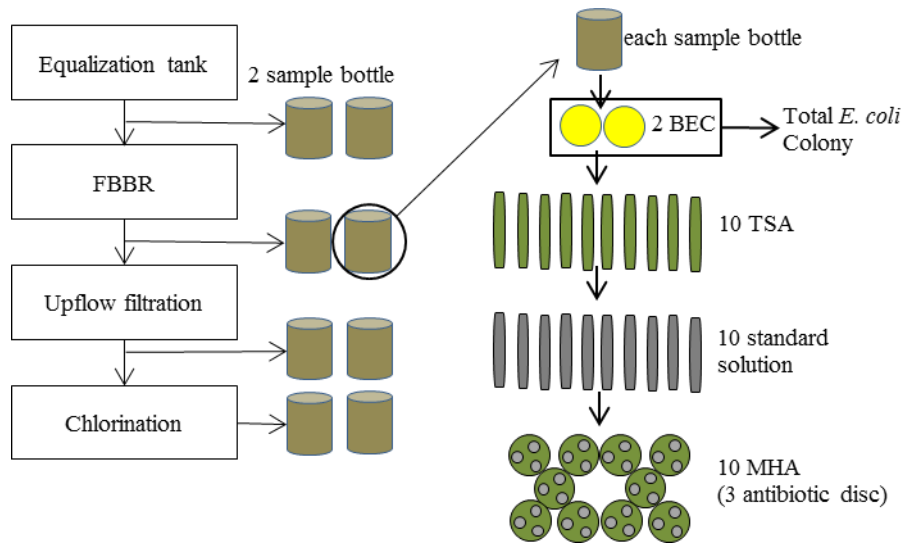 Equalization tank
2 sample bottle
FBBR
Upflow filtration
Chlorination
each sample bottle
2 BEC
Total E. coli
Colony
10 TSA
10 standard
solution
10 MHA
(3 antibiotic disc)